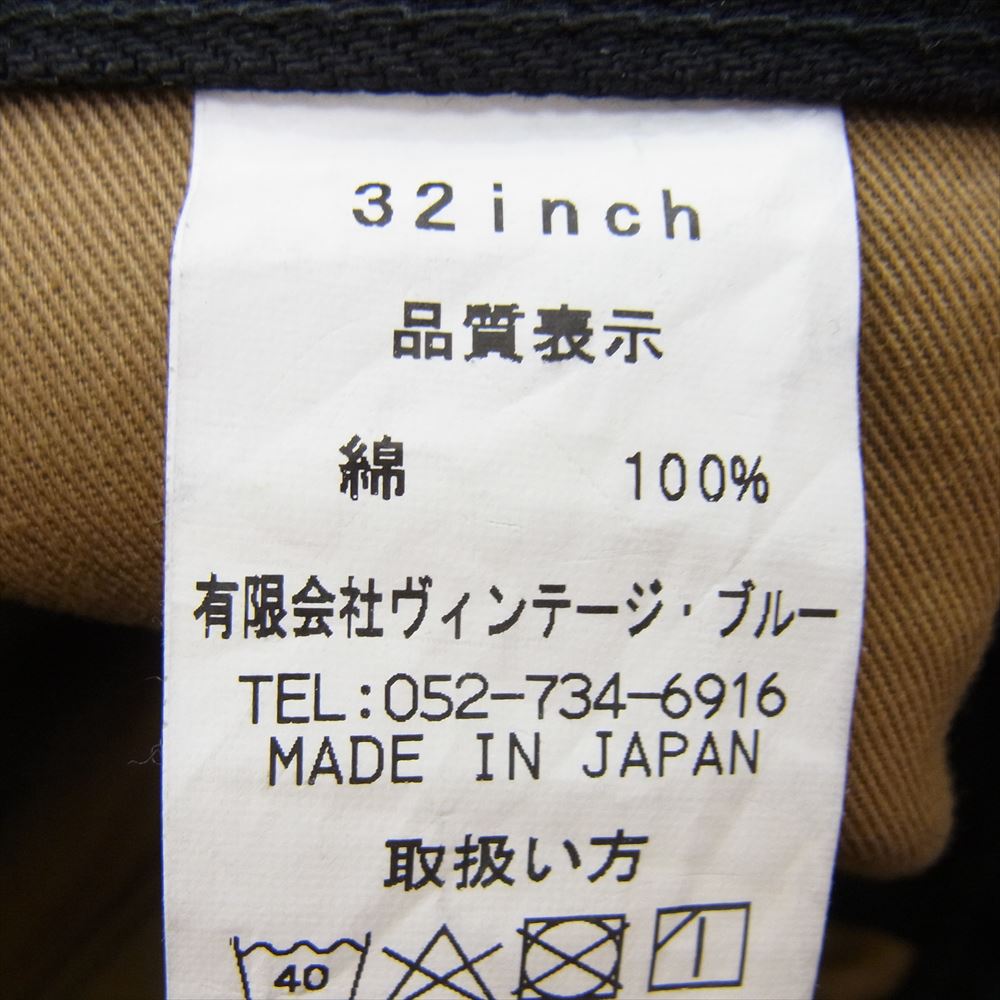 32inch
品質表示
綿 100%
有限会社ヴィンテージ・ブルー
TEL:052-734-6916
MADE IN JAPAN
取扱い方
40